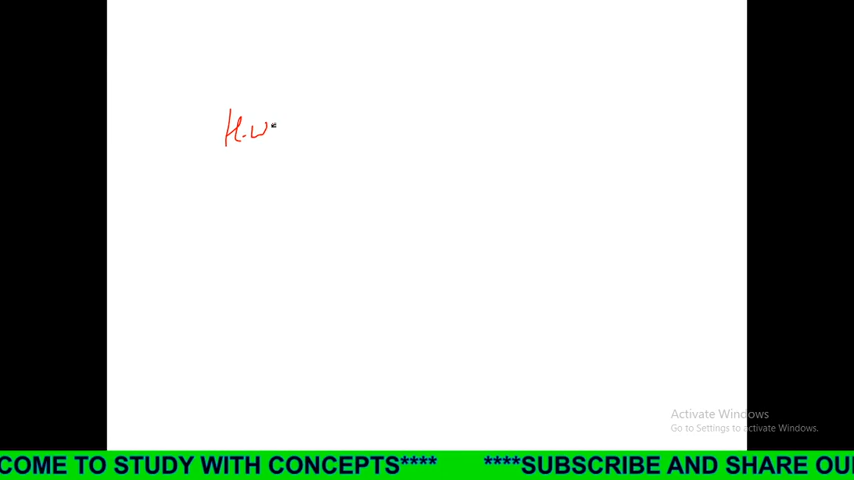 H.W
Activate Windows
Go to Settings to activate Windows.
COME TO STUDY WITH CONCEPTS**** ****SUBSCRIBE AND SHARE OU